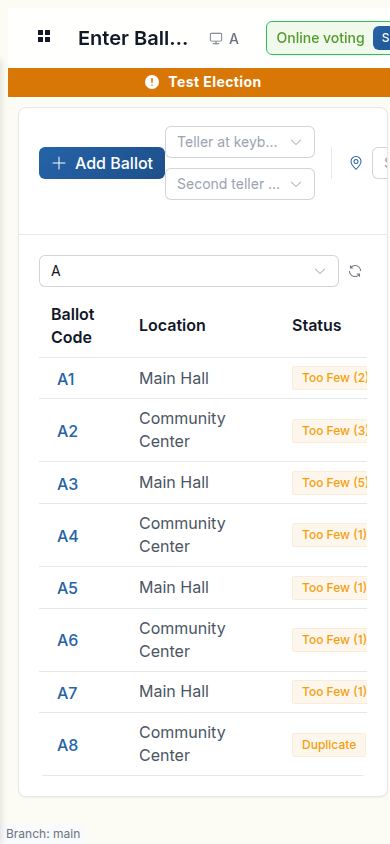 Enter Ball... A Online voting
Test Election
Add Ballot
Teller at keyb...
Second teller ...
A
Ballot Code Location Status
A1 Main Hall Too Few (2)
A2 Community Center Too Few (3)
A3 Main Hall Too Few (5)
A4 Community Center Too Few (1)
A5 Main Hall Too Few (1)
A6 Community Center Too Few (1)
A7 Main Hall Too Few (1)
A8 Community Center Duplicate
Branch: main